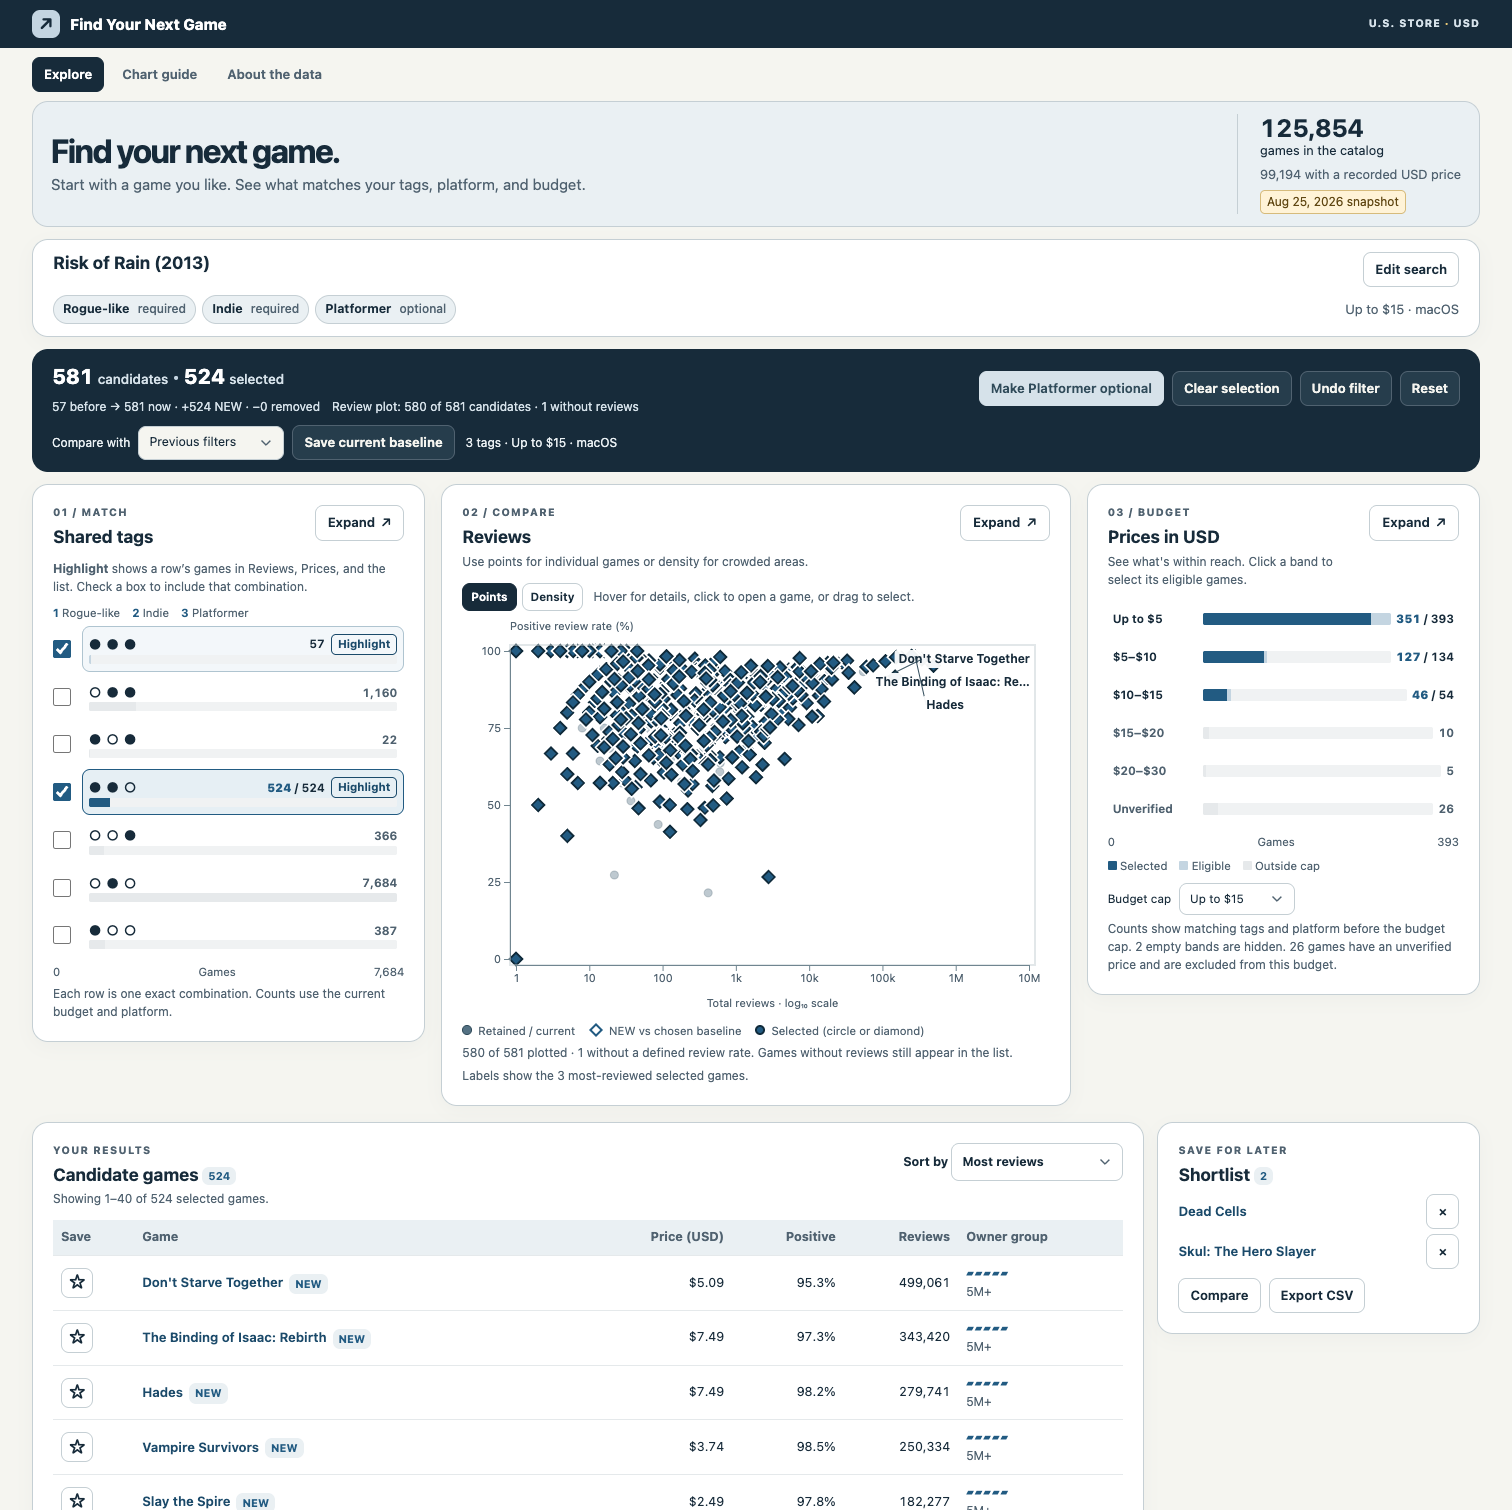 Find Your Next Game
U.S. STORE · USD
Explore
Chart guide
About the data
Find your next game.
Start with a game you like. See what matches your tags, platform, and budget.
125,854
games in the catalog
99,194 with a recorded USD price
Aug 25, 2026 snapshot
Risk of Rain (2013)
Edit search
Rogue-like required
Indie required
Platformer optional
Up to $15 · macOS
581 candidates • 524 selected
57 before → 581 now · +524 NEW · −0 removed Review plot: 580 of 581 candidates · 1 without reviews
Make Platformer optional
Clear selection
Undo filter
Reset
Compare with
Previous filters
Save current baseline
3 tags · Up to $15 · macOS
01 / MATCH
Shared tags
Expand ↗
Highlight shows a row's games in Reviews, Prices, and the
list. Check a box to include that combination.
1 Rogue-like 2 Indie 3 Platformer
57 Highlight
1,160
22
524 / 524 Highlight
366
7,684
387
0 Games 7,684
Each row is one exact combination. Counts use the current
budget and platform.
02 / COMPARE
Reviews
Expand ↗
Use points for individual games or density for crowded areas.
Points
Density
Hover for details, click to open a game, or drag to select.
Positive review rate (%)
100
75
50
25
0
Don't Starve Together
The Binding of Isaac: Re...
Hades
1 10 100 1k 10k 100k 1M 10M
Total reviews · log₁₀ scale
Retained / current
NEW vs chosen baseline
Selected (circle or diamond)
580 of 581 plotted · 1 without a defined review rate. Games without reviews still appear in the list.
Labels show the 3 most-reviewed selected games.
03 / BUDGET
Prices in USD
Expand ↗
See what's within reach. Click a band to
select its eligible games.
Up to $5 351 / 393
$5–$10 127 / 134
$10–$15 46 / 54
$15–$20 10
$20–$30 5
Unverified 26
0 Games 393
Selected Eligible Outside cap
Budget cap
Up to $15
Counts show matching tags and platform before the budget
cap. 2 empty bands are hidden. 26 games have an unverified
price and are excluded from this budget.
YOUR RESULTS
Candidate games 524
Showing 1–40 of 524 selected games.
Sort by
Most reviews
Save Game Price (USD) Positive Reviews Owner group
Don't Starve Together NEW $5.09 95.3% 499,061 5M+
The Binding of Isaac: Rebirth NEW $7.49 97.3% 343,420 5M+
Hades NEW $7.49 98.2% 279,741 5M+
Vampire Survivors NEW $3.74 98.5% 250,334 5M+
Slay the Spire NEW $2.49 97.8% 182,277 5M+
SAVE FOR LATER
Shortlist 2
Dead Cells ×
Skul: The Hero Slayer ×
Compare
Export CSV